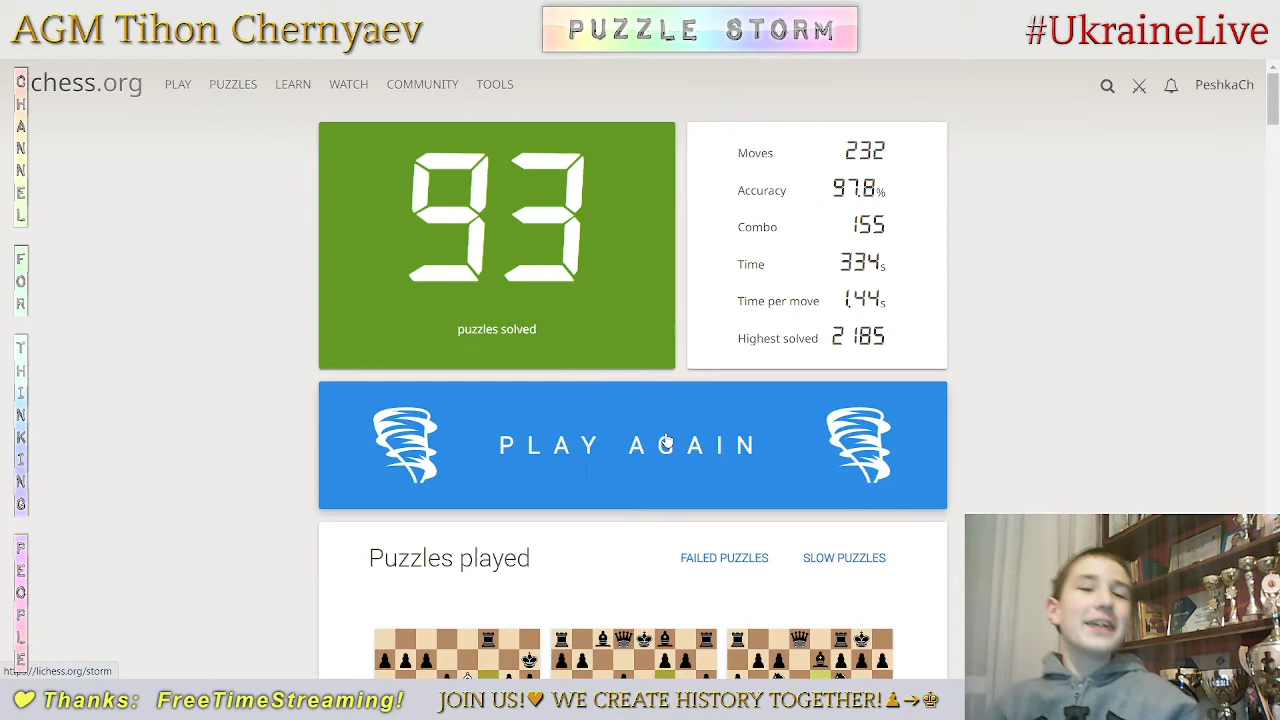 AGM Tihon Chernyaev
PUZZLE STORM
#UkraineLive
chess.org
PLAY
PUZZLES
LEARN
WATCH
COMMUNITY
TOOLS
PeshkaCh
CHANNEL
FOR
THINKING
PEOPLE
93
puzzles solved
Moves 232
Accuracy 97.8%
Combo 155
Time 334s
Time per move 1.44s
Highest solved 2185
PLAY AGAIN
Puzzles played
FAILED PUZZLES
SLOW PUZZLES
https://lichess.org/storm
Thanks: FreeTimeStreaming!
JOIN US!🧡 WE CREATE HISTORY TOGETHER!♟→♚